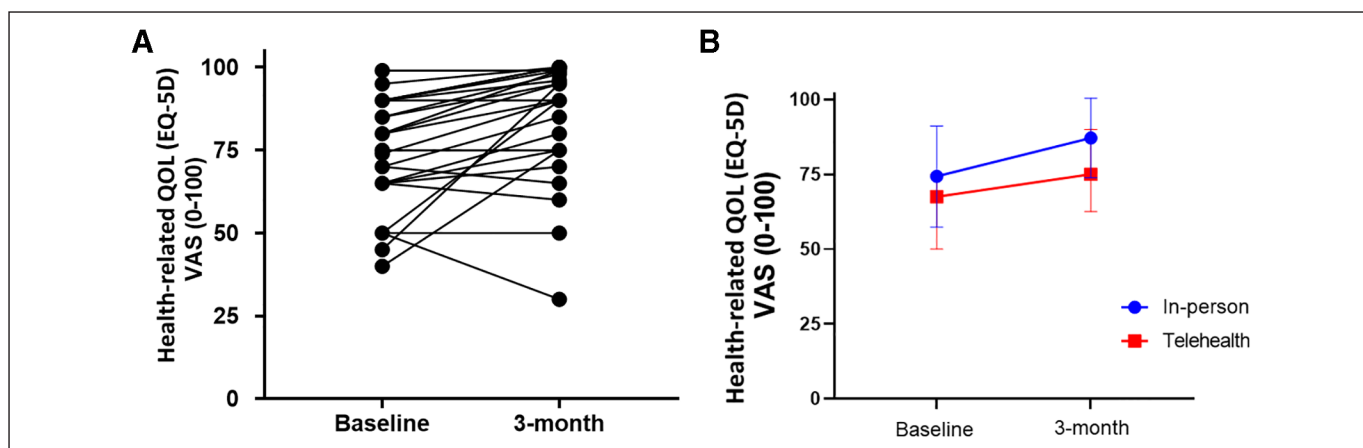 A
Health-related QOL (EQ-5D)
VAS (0-100)
100
75
50
25
0
Baseline
3-month
B
Health-related QOL (EQ-5D)
VAS (0-100)
100
75
50
25
0
Baseline
3-month
In-person
Telehealth